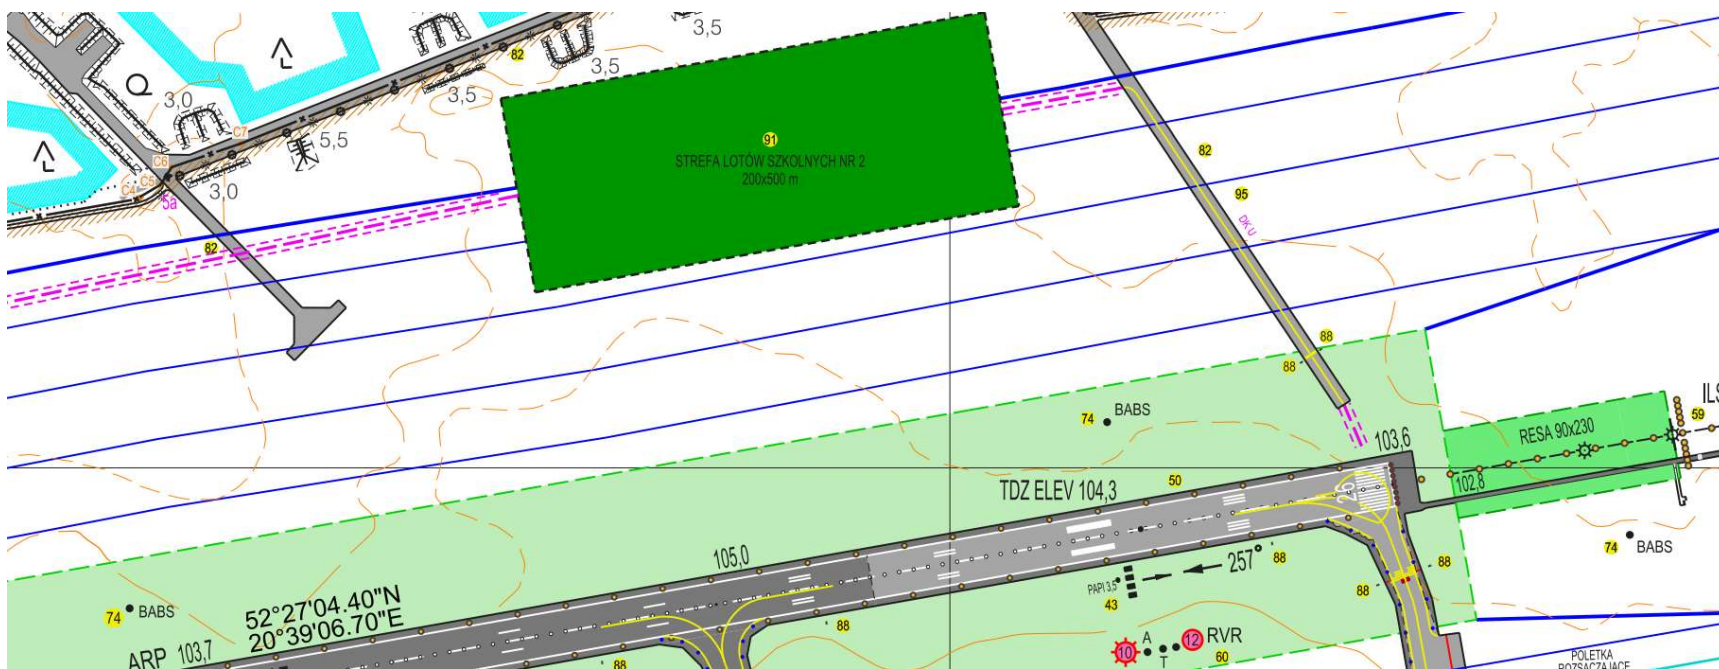 3,5
82
3,5
3,5
3,0
5,5
C7
C6
C5
C4
3,0
5a
82
91
STREFA LOTÓW SZKOLNYCH NR 2
200x500 m
82
95
DK U
88
88
74
BABS
103,6
RESA 90x230
59
102,8
TDZ ELEV 104,3
50
26
105,0
74
BABS
257°
88
88
88
PAPI 3,5°
43
74
BABS
52°27'04.40"N
20°39'06.70"E
ARP 103,7
88
88
10
A
T
12
RVR
60
POLETKA